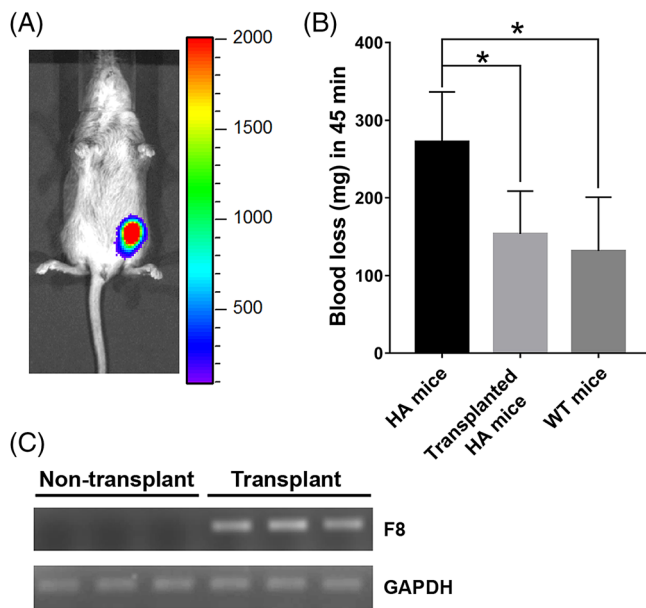 (A)
2000
1500
1000
500
(B)
Blood loss (mg) in 45 min
400
300
200
100
0
*
*
HA mice
Transplanted
HA mice
WT mice
(C)
Non-transplant
Transplant
F8
GAPDH